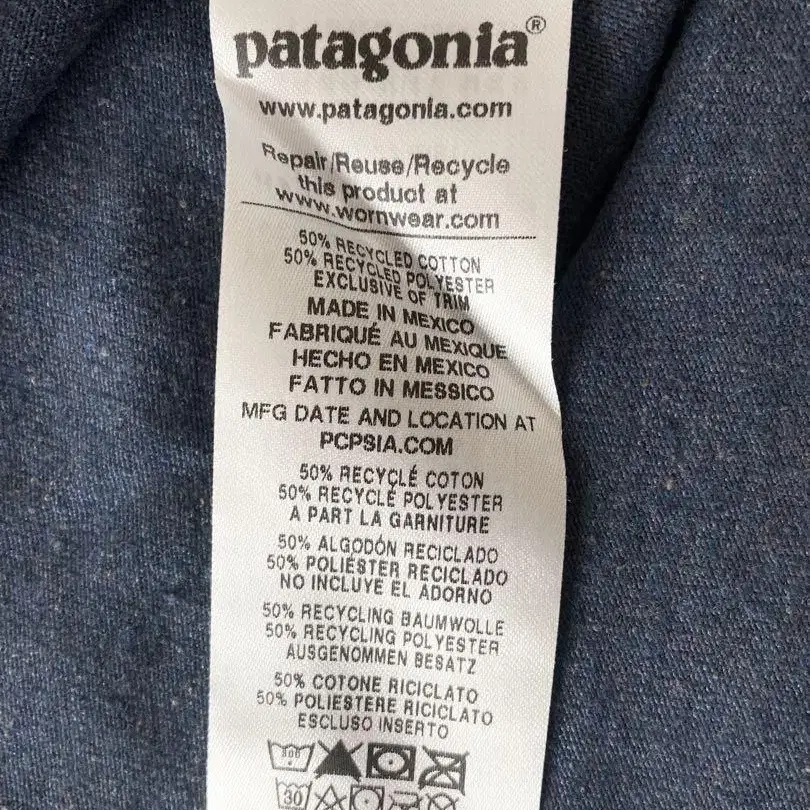 patagonia®
www.patagonia.com
Repair/Reuse/Recycle
this product at
www.wornwear.com
50% RECYCLED COTTON
50% RECYCLED POLYESTER
EXCLUSIVE OF TRIM
MADE IN MEXICO
FABRIQUÉ AU MEXIQUE
HECHO EN MEXICO
FATTO IN MESSICO
MFG DATE AND LOCATION AT
PCPSIA.COM
50% RECYCLÉ COTON
50% RECYCLÉ POLYESTER
A PART LA GARNITURE
50% ALGODÓN RECICLADO
50% POLIÉSTER RECICLADO
NO INCLUYE EL ADORNO
50% RECYCLING BAUMWOLLE
50% RECYCLING POLYESTER
AUSGENOMMEN BESATZ
50% COTONE RICICLATO
50% POLIESTERE RICICLATO
ESCLUSO INSERTO
30